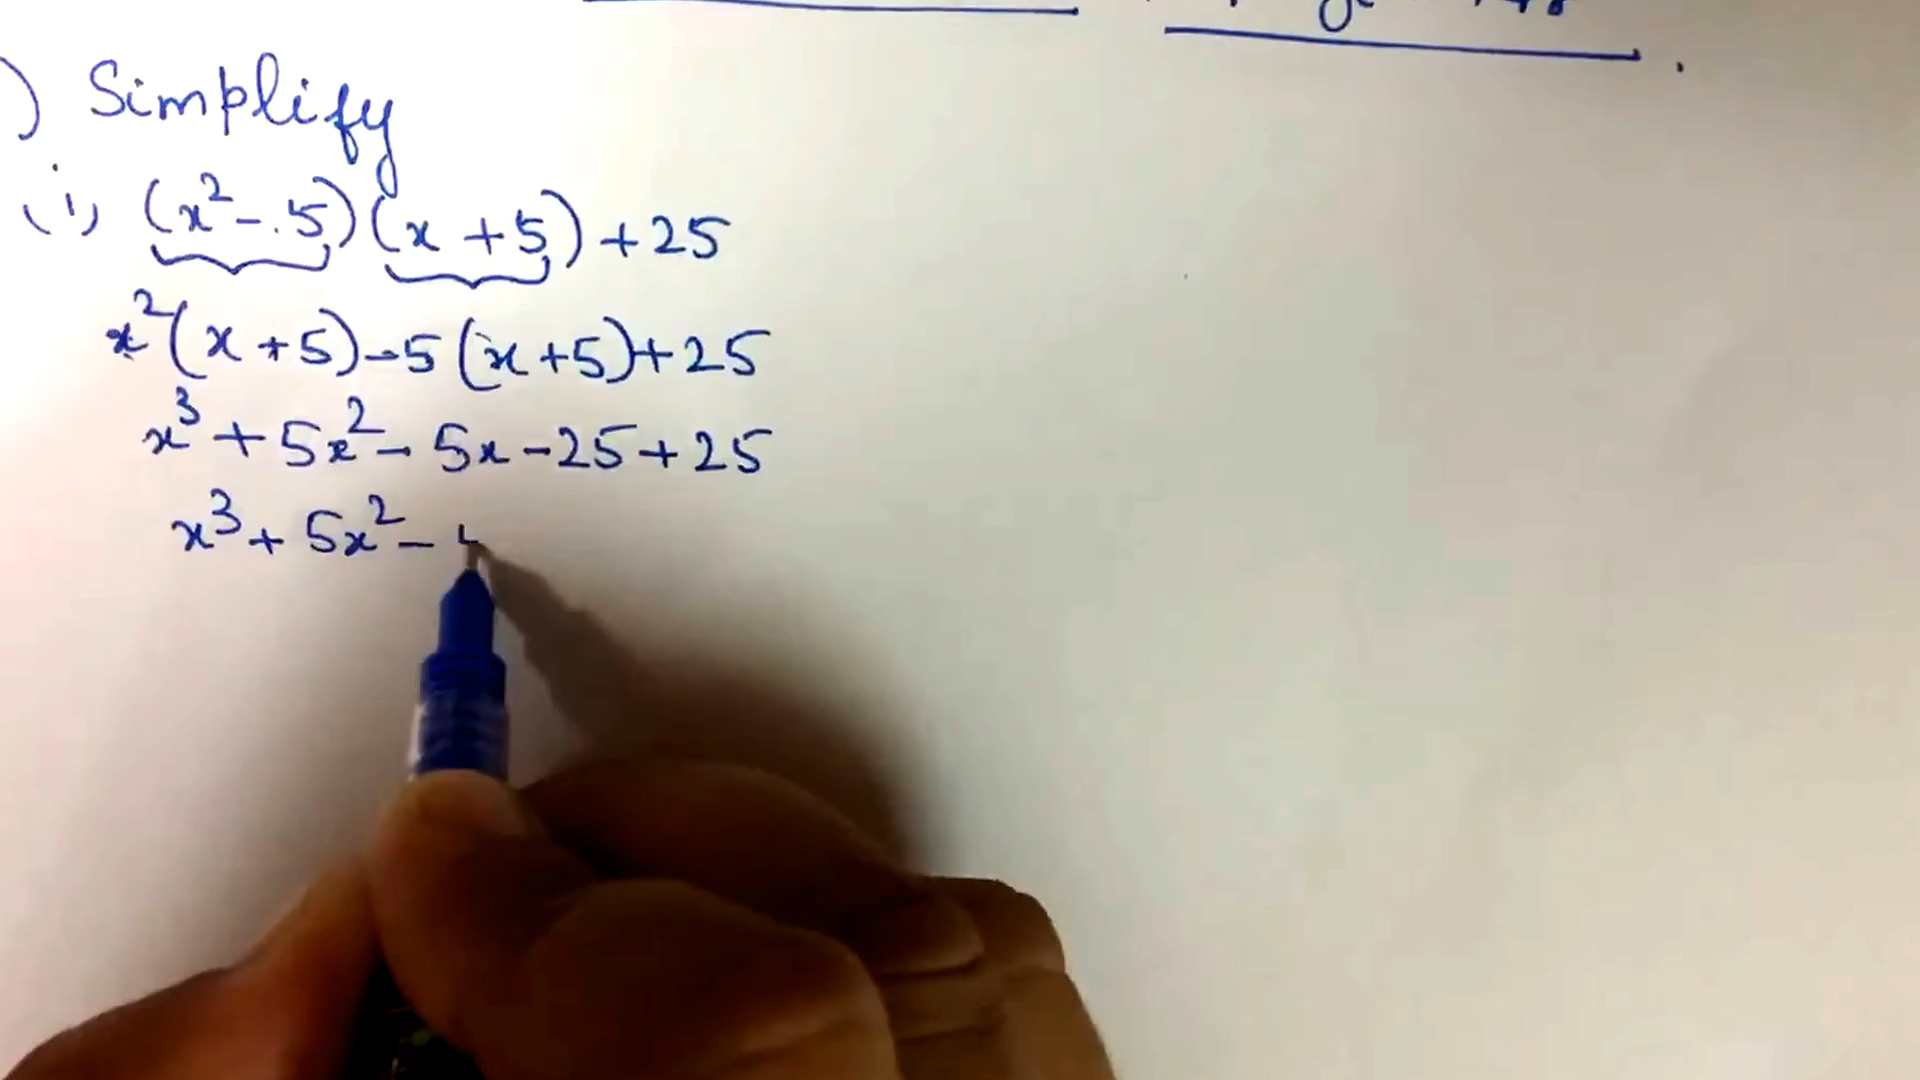 ) Simplify
(i) (x² - 5)(x + 5) + 25
x²(x + 5) - 5(x + 5) + 25
x³ + 5x² - 5x - 25 + 25
x³ + 5x² -